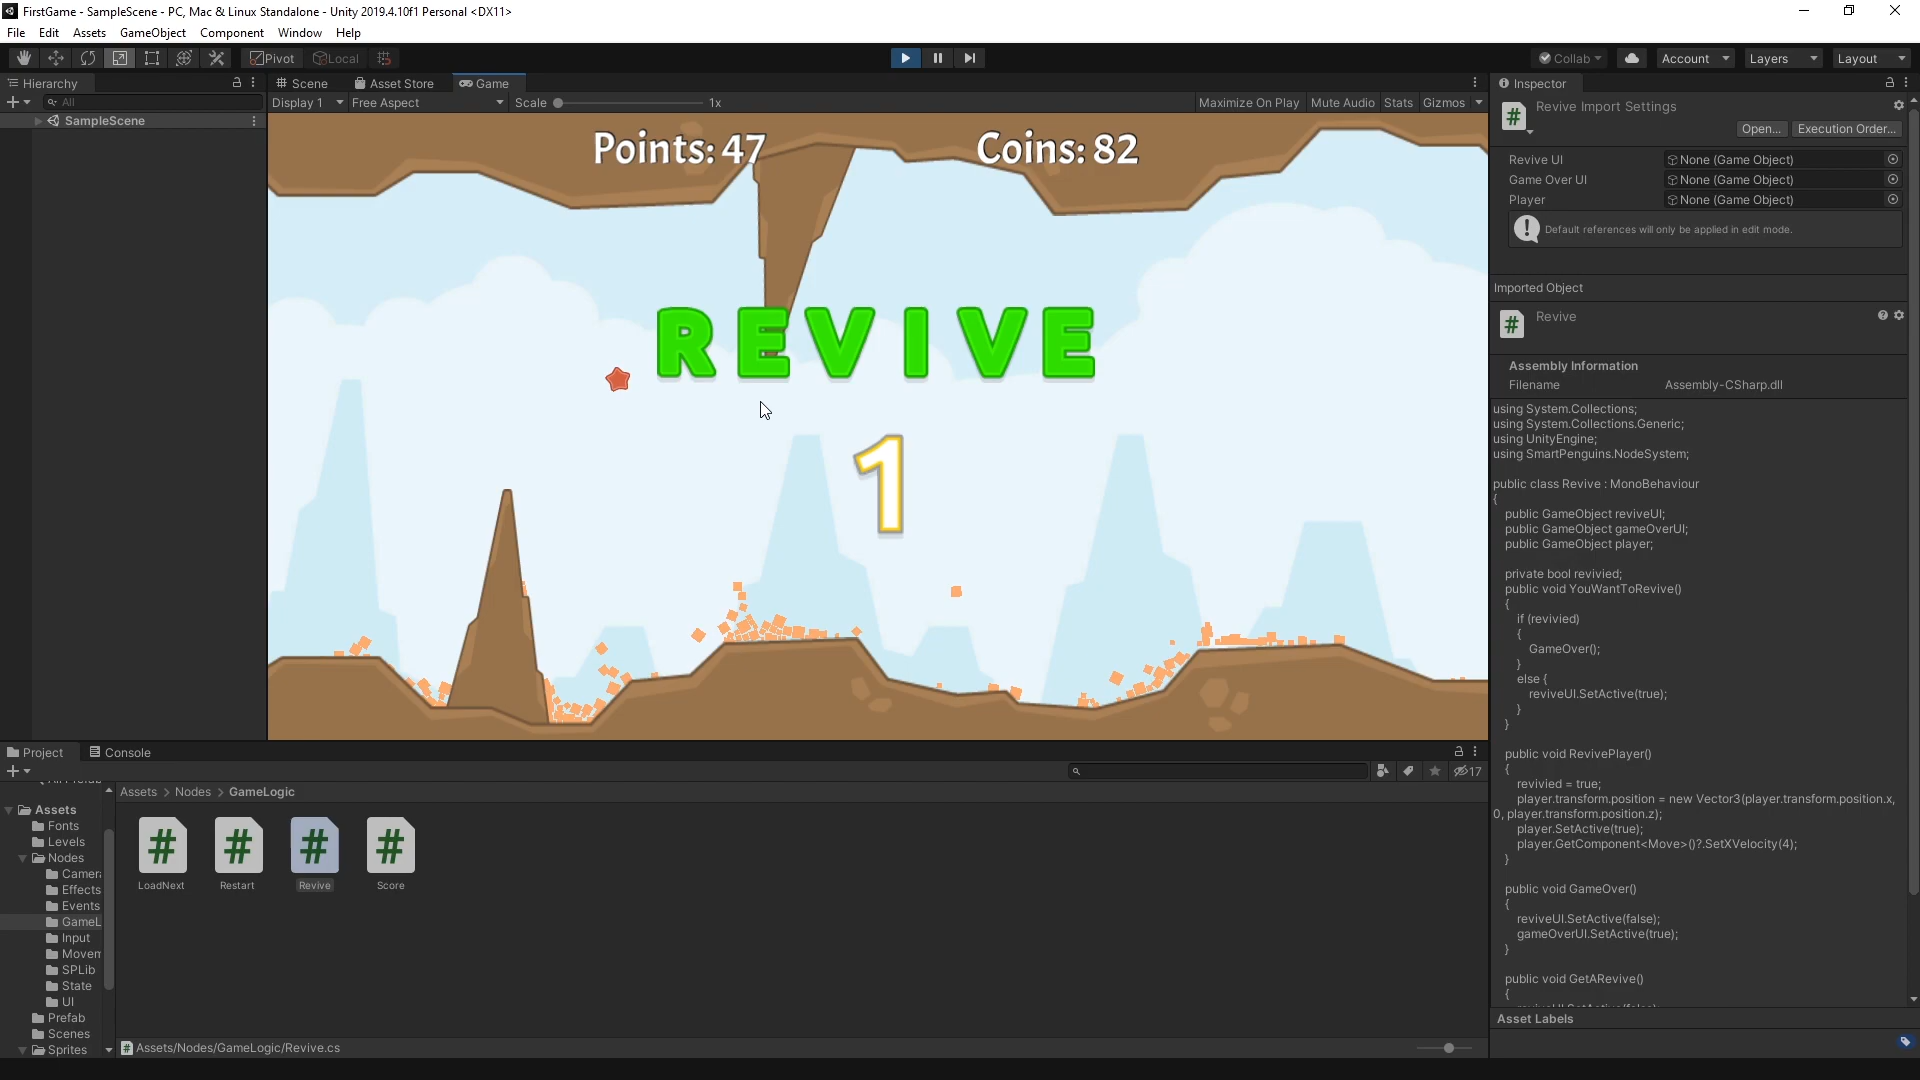 FirstGame - SampleScene - PC, Mac & Linux Standalone - Unity 2019.4.10f1 Personal <DX11>
File Edit Assets GameObject Component Window Help
Pivot Local Collab Account Layers Layout
Hierarchy
All
SampleScene
Scene Asset Store Game
Display 1 Free Aspect Scale 1x Maximize On Play Mute Audio Stats Gizmos
Points: 47 Coins: 82
REVIVE
1
Inspector
Revive Import Settings
Open... Execution Order...
Revive UI None (Game Object)
Game Over UI None (Game Object)
Player None (Game Object)
Default references will only be applied in edit mode.
Imported Object
Revive
Assembly Information
Filename Assembly-CSharp.dll
using System.Collections;
using System.Collections.Generic;
using UnityEngine;
using SmartPenguins.NodeSystem;
public class Revive : MonoBehaviour
{
public GameObject reviveUI;
public GameObject gameOverUI;
public GameObject player;
private bool revivied;
public void YouWantToRevive()
{
if (revivied)
{
GameOver();
}
else {
reviveUI.SetActive(true);
}
}
public void RevivePlayer()
{
revivied = true;
player.transform.position = new Vector3(player.transform.position.x,
0, player.transform.position.z);
player.SetActive(true);
player.GetComponent<Move>()?.SetXVelocity(4);
}
public void GameOver()
{
reviveUI.SetActive(false);
gameOverUI.SetActive(true);
}
public void GetARevive()
{
Asset Labels
Project Console
17
Assets
Fonts
Levels
Nodes
Camera
Effects
Events
GameL
Input
Movem
SPLib
State
UI
Prefab
Scenes
Sprites
Assets > Nodes > GameLogic
LoadNext Restart Revive Score
Assets/Nodes/GameLogic/Revive.cs